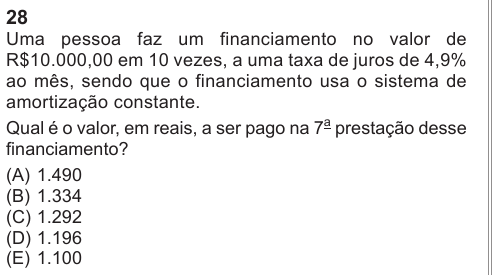 28
Uma pessoa faz um financiamento no valor de
R$10.000,00 em 10 vezes, a uma taxa de juros de 4,9%
ao mês, sendo que o financiamento usa o sistema de
amortização constante.
Qual é o valor, em reais, a ser pago na 7ª prestação desse
financiamento?
(A) 1.490
(B) 1.334
(C) 1.292
(D) 1.196
(E) 1.100